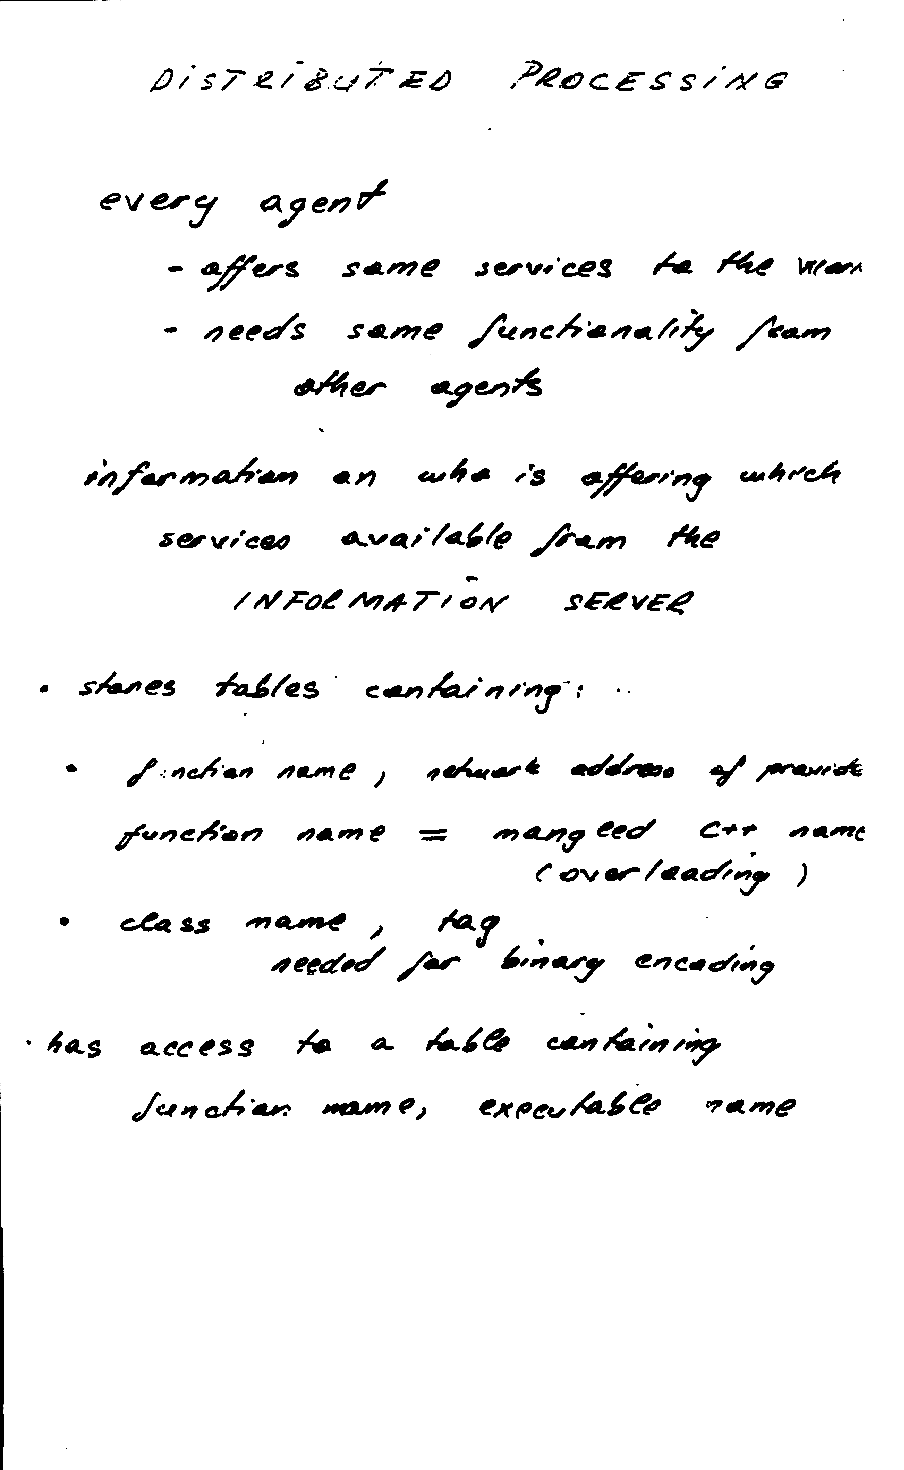 DISTRIBUTED PROCESSING
every agent
- offers some services to the
- needs some functionality from
other agents
information on who is offering which
services available from the
INFORMATION SERVER
• stores tables containing:
• function name, network address of provide
function name = mangled C++ name
(overloading)
• class name, tag
needed for binary encoding
• has access to a table containing
function name, executable name